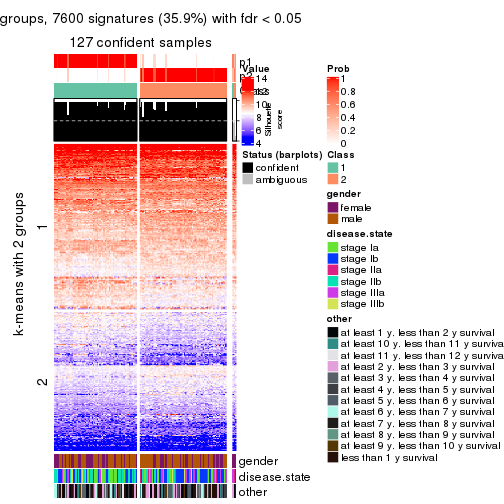 groups, 7600 signatures (35.9%) with fdr < 0.05
127 confident samples
p1
p2
Class
Silhouette
score
k-means with 2 groups
1
2
gender
disease.state
other
Value
14
12
10
8
6
4
Status (barplots)
confident
ambiguous
Prob
1
0.8
0.6
0.4
0.2
0
Class
1
2
gender
female
male
disease.state
stage Ia
stage Ib
stage IIa
stage IIb
stage IIIa
stage IIIb
other
at least 1 y. less than 2 y survival
at least 10 y. less than 11 y survival
at least 11 y. less than 12 y survival
at least 2 y. less than 3 y survival
at least 3 y. less than 4 y survival
at least 4 y. less than 5 y survival
at least 5 y. less than 6 y survival
at least 6 y. less than 7 y survival
at least 7 y. less than 8 y survival
at least 8 y. less than 9 y survival
at least 9 y. less than 10 y survival
less than 1 y survival